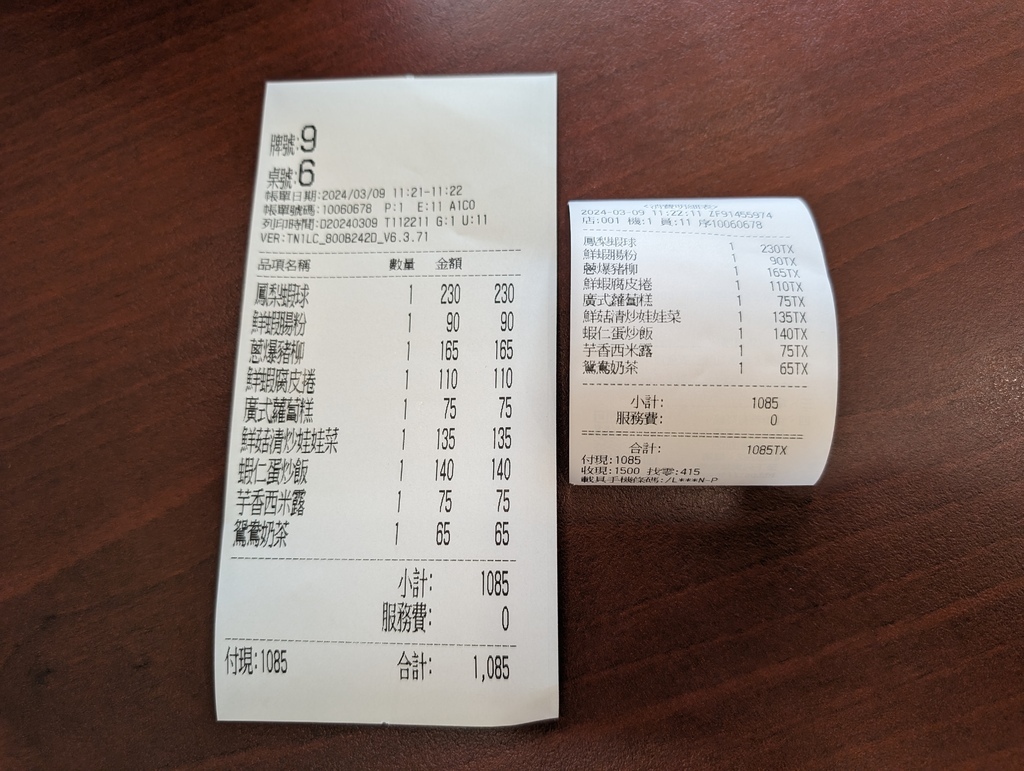 牌號:9
桌號:6
帳單日期:2024/03/09 11:21-11:22
帳單號碼:10060678 P:1 E:11 A1C0
列印時間:D20240309 T112211 G:1 U:11
VER:TN1LC_800B242D_V6.3.71
品項名稱 數量 金額
鳳梨蝦球 1 230 230
鮮蝦腸粉 1 90 90
蔥爆豬柳 1 165 165
鮮蝦腐皮捲 1 110 110
廣式蘿蔔糕 1 75 75
鮮菇清炒娃娃菜 1 135 135
蝦仁蛋炒飯 1 140 140
芋香西米露 1 75 75
鴛鴦奶茶 1 65 65
小計: 1085
服務費: 0
付現:1085 合計: 1,085
<消費明細表>
2024-03-09 11:22:11 ZF91455974
店:001 機:1 員:11 序10060678
鳳梨蝦球 1 230TX
鮮蝦腸粉 1 90TX
蔥爆豬柳 1 165TX
鮮蝦腐皮捲 1 110TX
廣式蘿蔔糕 1 75TX
鮮菇清炒娃娃菜 1 135TX
蝦仁蛋炒飯 1 140TX
芋香西米露 1 75TX
鴛鴦奶茶 1 65TX
小計: 1085
服務費: 0
合計: 1085TX
付現:1085
收現:1500 找零:415
載具手機條碼:/L***N-P